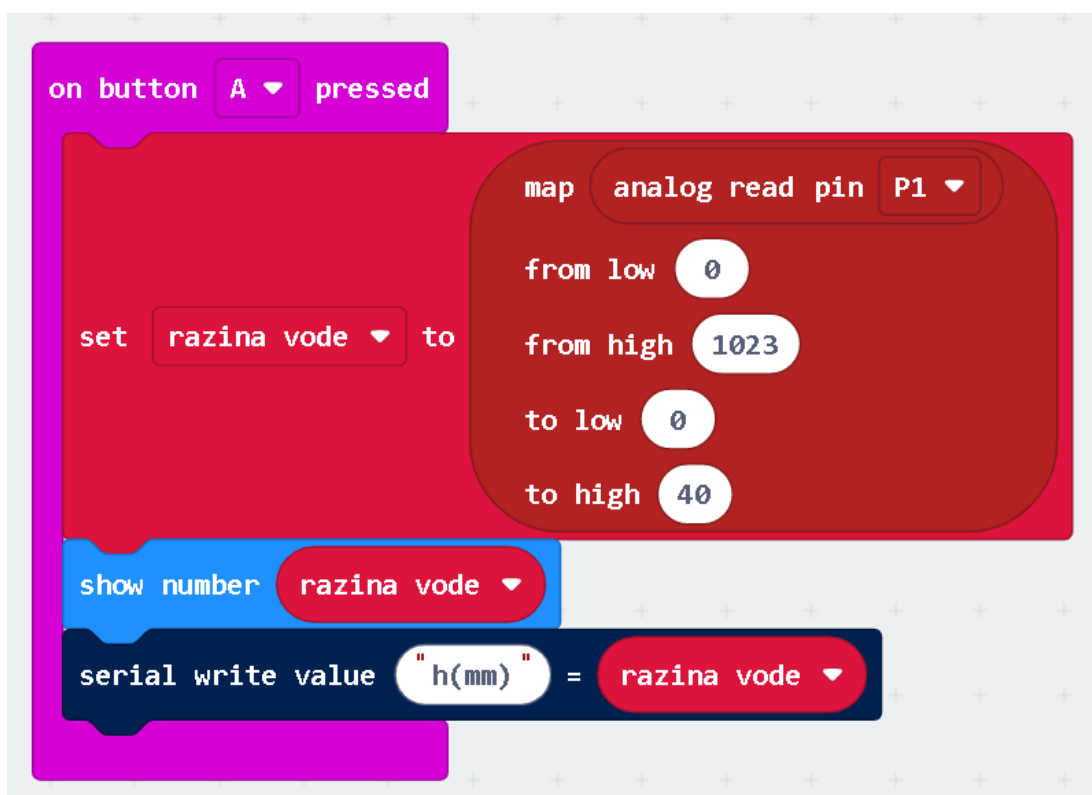 on button A pressed
map analog read pin P1
from low 0
set razina vode to from high 1023
to low 0
to high 40
show number razina vode
serial write value "h(mm)" = razina vode